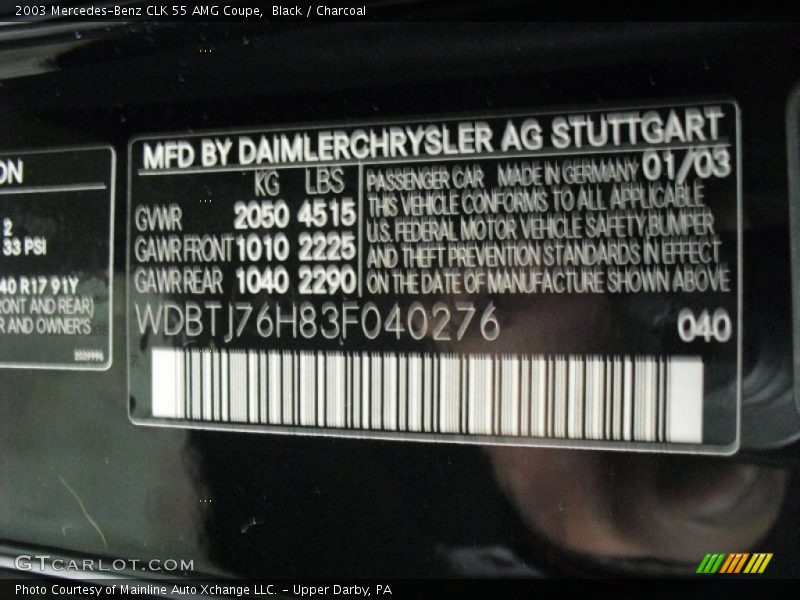 2003 Mercedes-Benz CLK 55 AMG Coupe, Black / Charcoal
ON
2
33 PSI
40 R17 91Y
RONT AND REAR)
R AND OWNER'S
MFD BY DAIMLERCHRYSLER AG STUTTGART
KG LBS
GVWR 2050 4515
GAWR FRONT 1010 2225
GAWR REAR 1040 2290
PASSENGER CAR MADE IN GERMANY 01/03
THIS VEHICLE CONFORMS TO ALL APPLICABLE
U.S. FEDERAL MOTOR VEHICLE SAFETY, BUMPER
AND THEFT PREVENTION STANDARDS IN EFFECT
ON THE DATE OF MANUFACTURE SHOWN ABOVE
WDBTJ76H83F040276 040
GTCARLOT.COM
Photo Courtesy of Mainline Auto Xchange LLC. - Upper Darby, PA